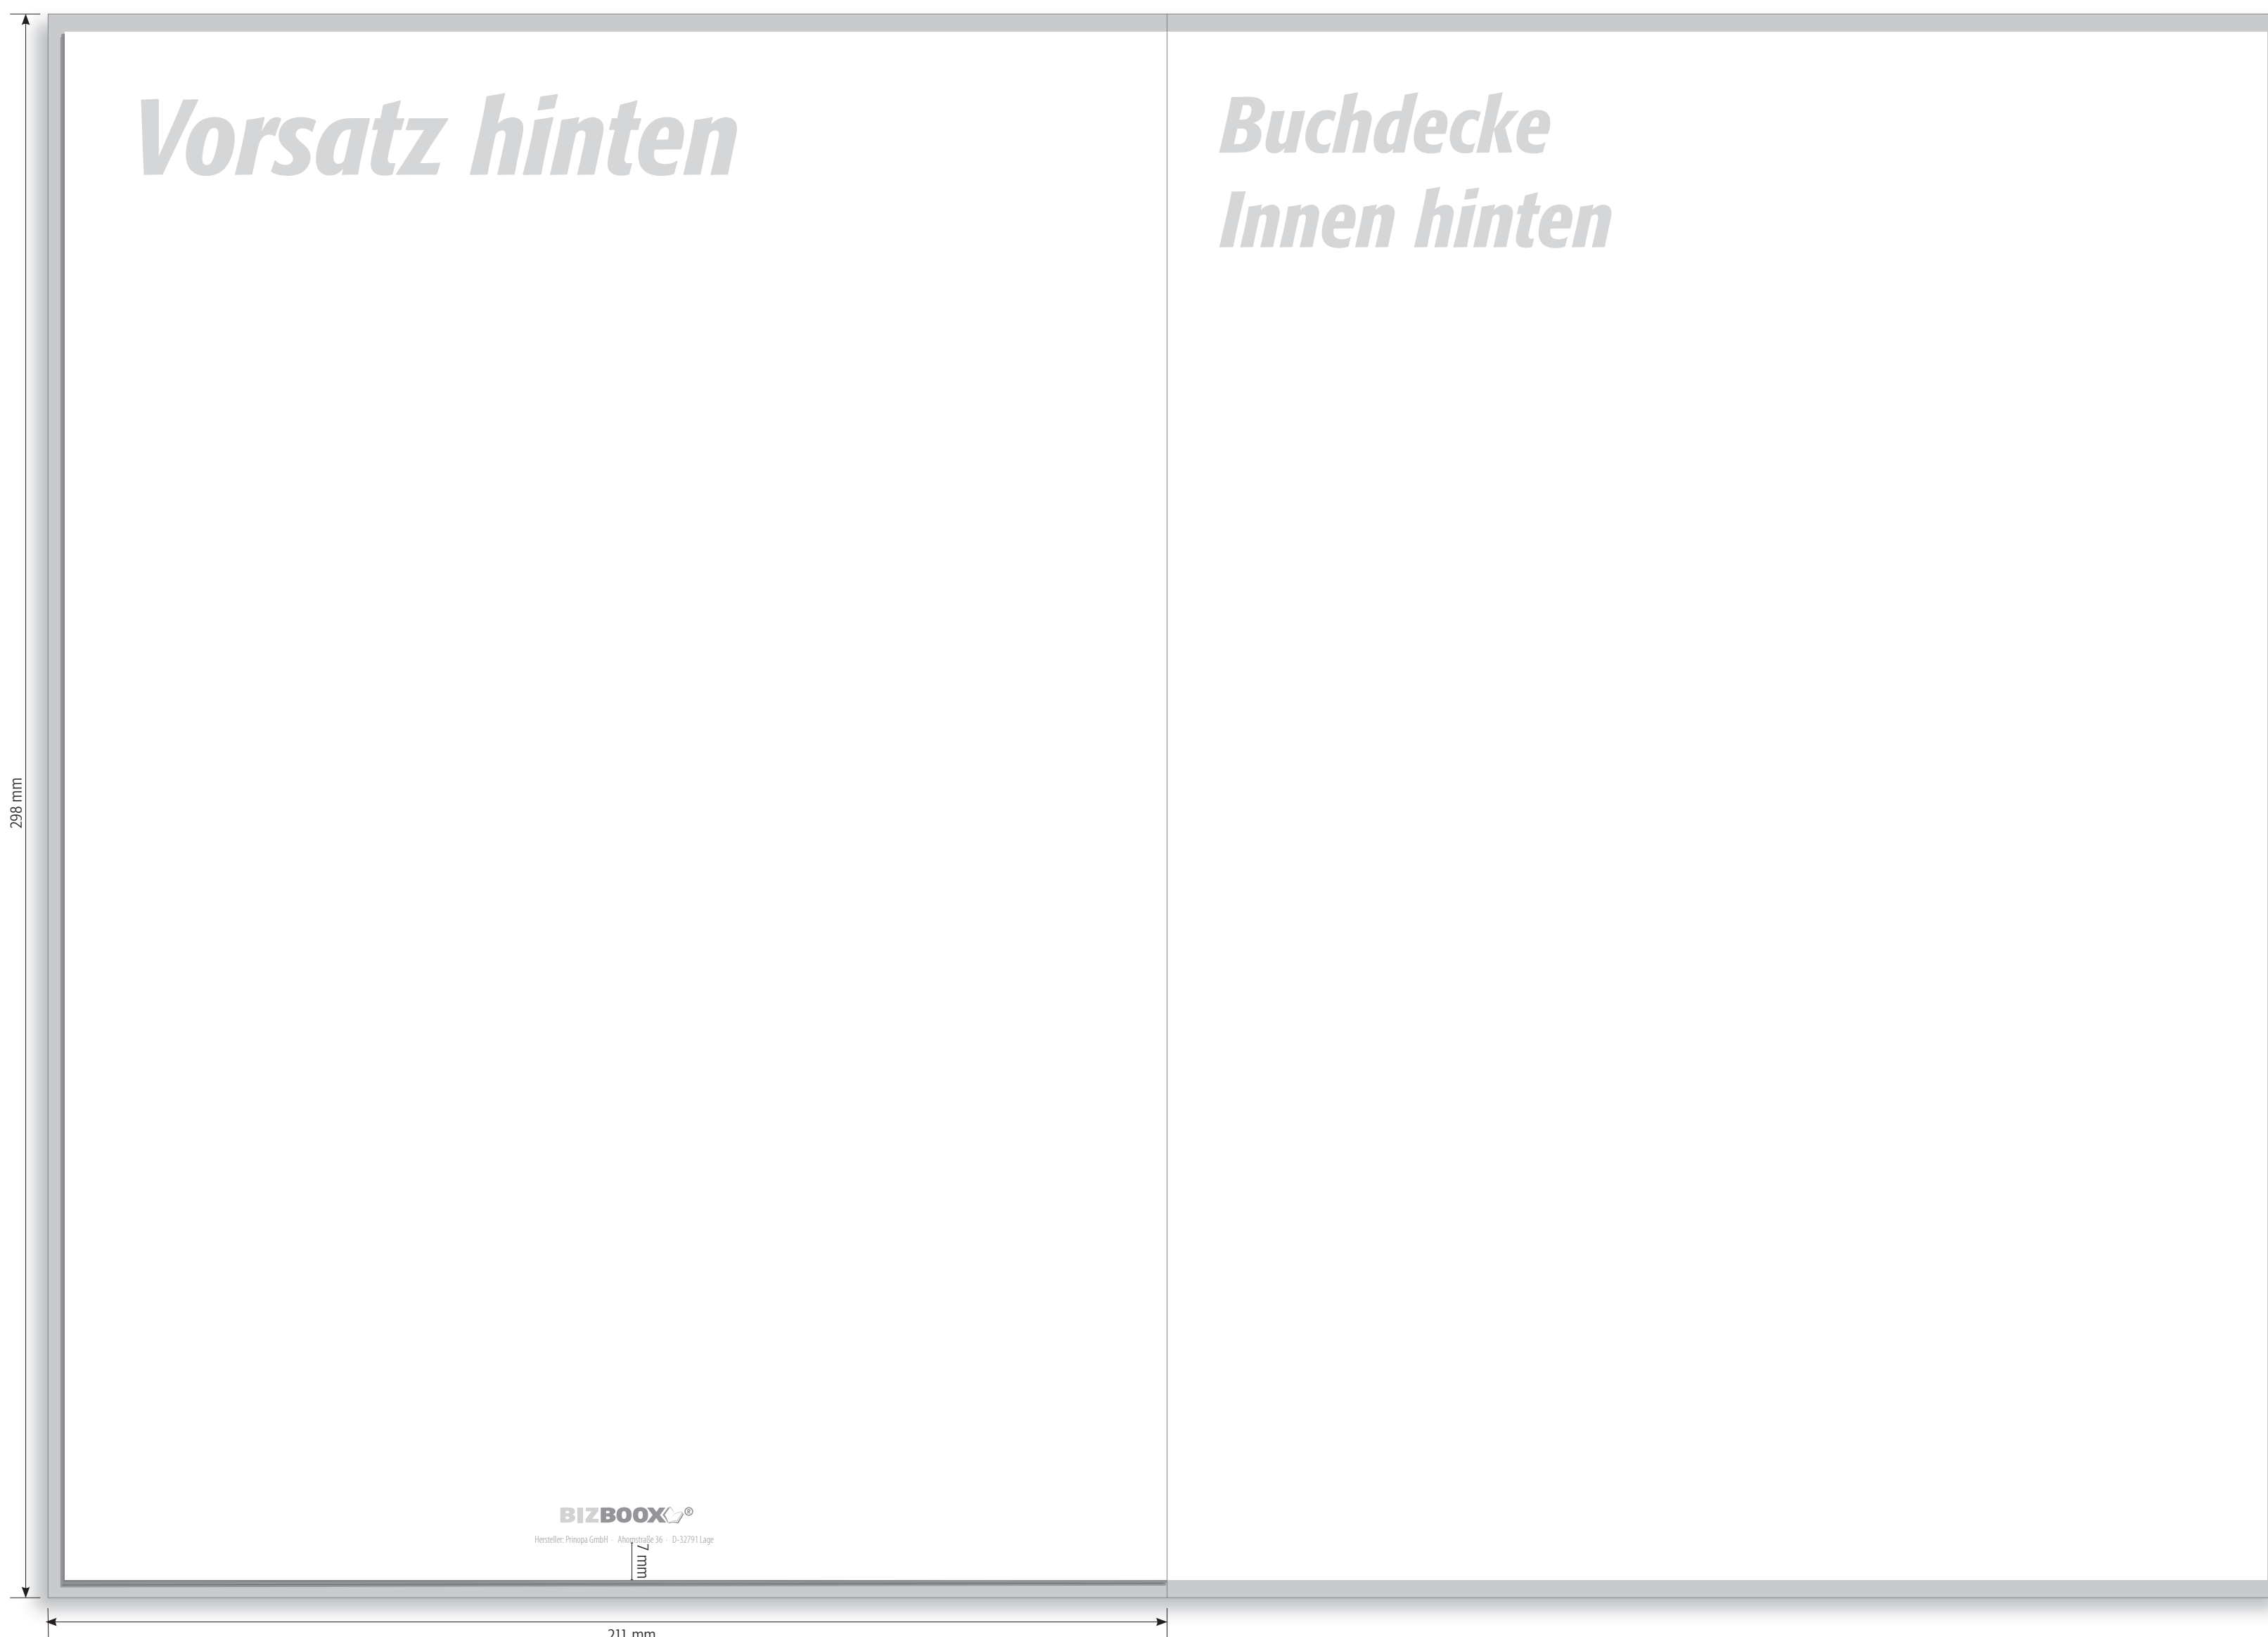 Vorsatz hinten
Buchdecke
Innen hinten
298 mm
BIZBOOX®
Hersteller: Prinopa GmbH · Ahornstraße 36 · D-32791 Lage
7 mm
211 mm